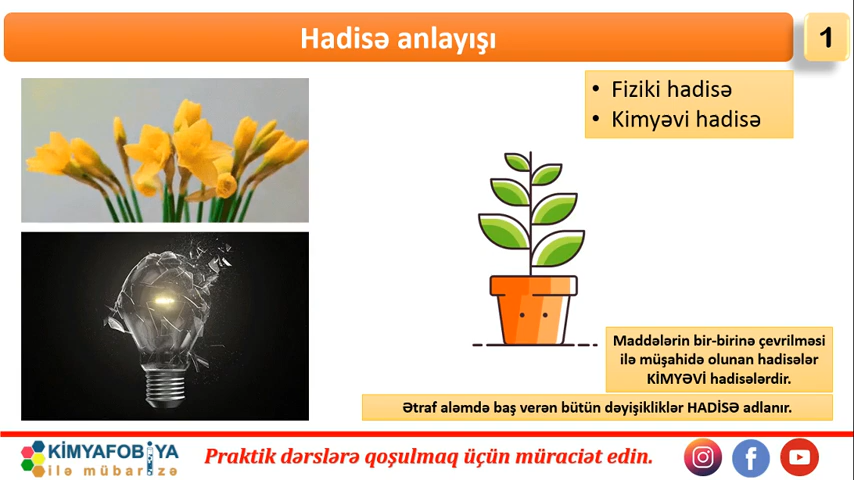 Hadisə anlayışı
1
• Fiziki hadisə
• Kimyəvi hadisə
Maddələrin bir-birinə çevrilməsi
ilə müşahidə olunan hadisələr
KİMYƏVİ hadisələrdir.
Ətraf aləmdə baş verən bütün dəyişikliklər HADİSƏ adlanır.
KİMYAFOBİYA
ilə mübarizə
Praktik dərslərə qoşulmaq üçün müraciət edin.